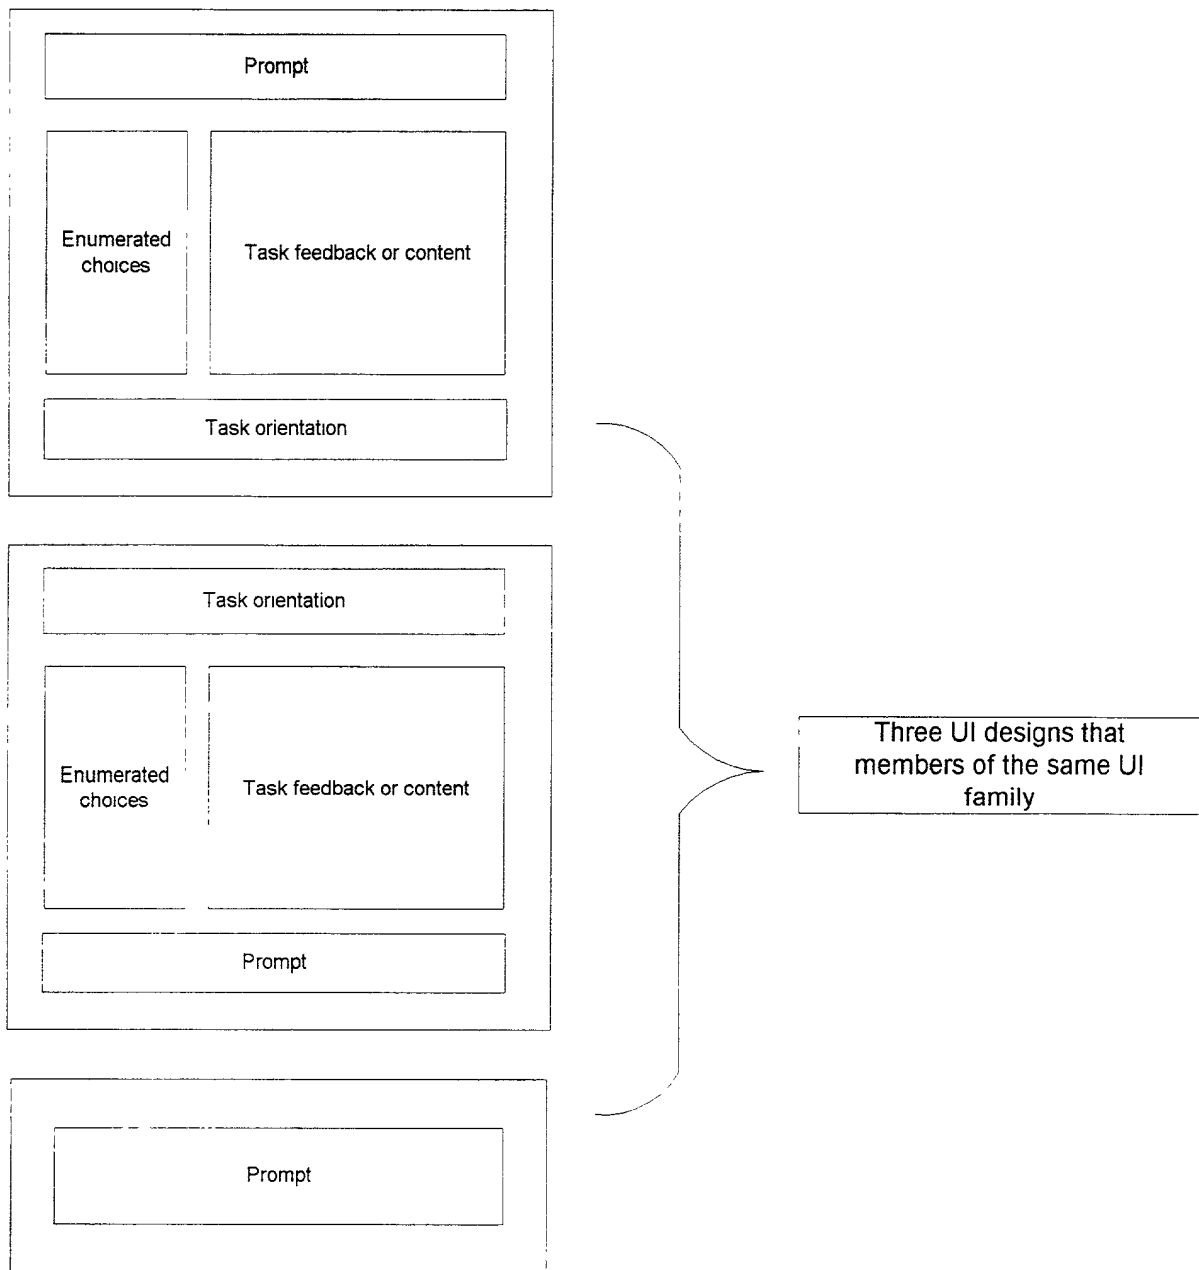 Prompt
Enumerated
choices
Task feedback or content
Task orientation
Task orientation
Enumerated
choices
Task feedback or content
Prompt
Three UI designs that
members of the same UI
family
Prompt